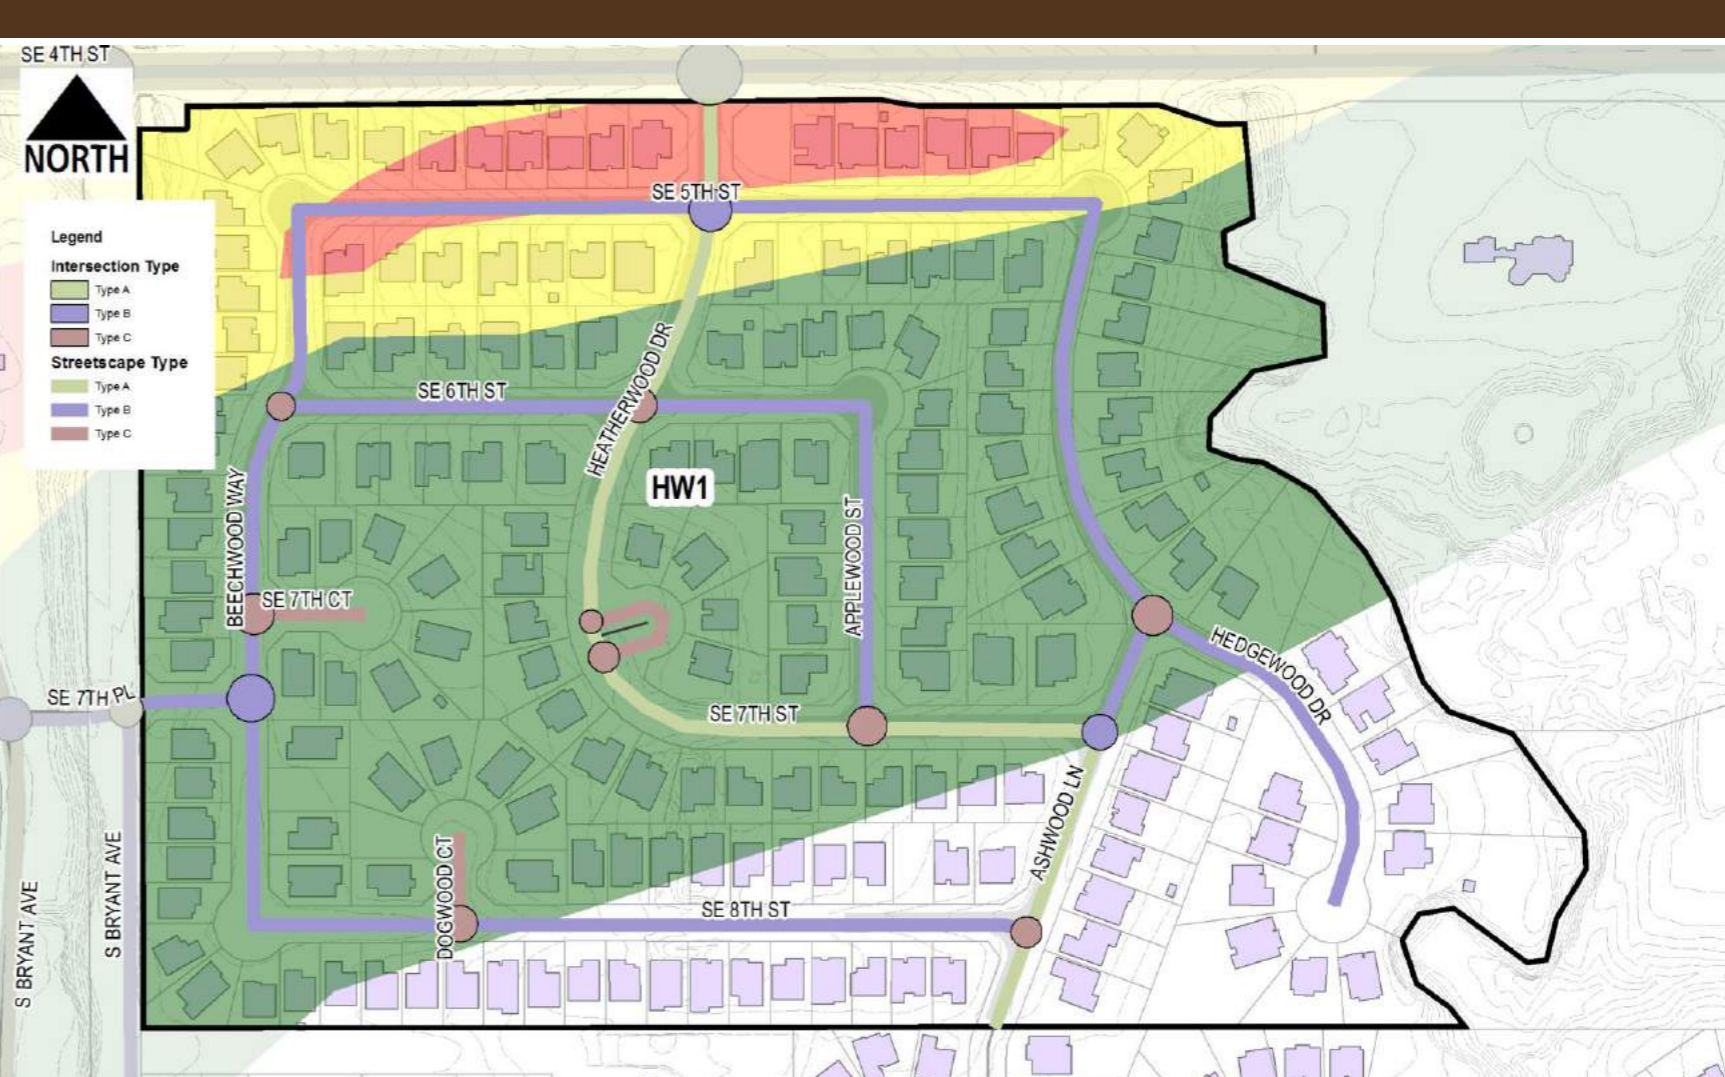 SE 4TH ST
NORTH
Legend
Intersection Type
Type A
Type B
Type C
Streetscape Type
Type A
Type B
Type C
SE 5TH ST
SE 6TH ST
HEATHERWOOD DR
HW1
BEECHWOOD WAY
APPLEWOOD ST
SE 7TH CT
HEDGEWOOD DR
SE 7TH PL
SE 7TH ST
ASHWOOD LN
DOGWOOD CT
SE 8TH ST
S BRYANT AVE
S BRYANT AVE